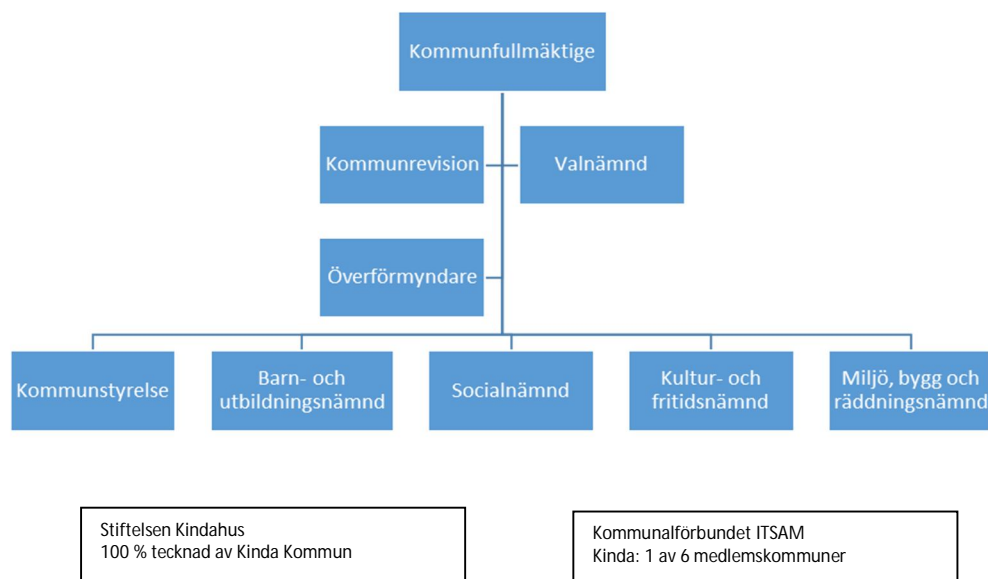 Kommunfullmäktige
Kommunrevision
Valnämnd
Överförmyndare
Kommunstyrelse
Barn- och
utbildningsnämnd
Socialnämnd
Kultur- och
fritidsnämnd
Miljö, bygg och
räddningsnämnd
Stiftelsen Kindahus
100 % tecknad av Kinda Kommun
Kommunalförbundet ITSAM
Kinda: 1 av 6 medlemskommuner